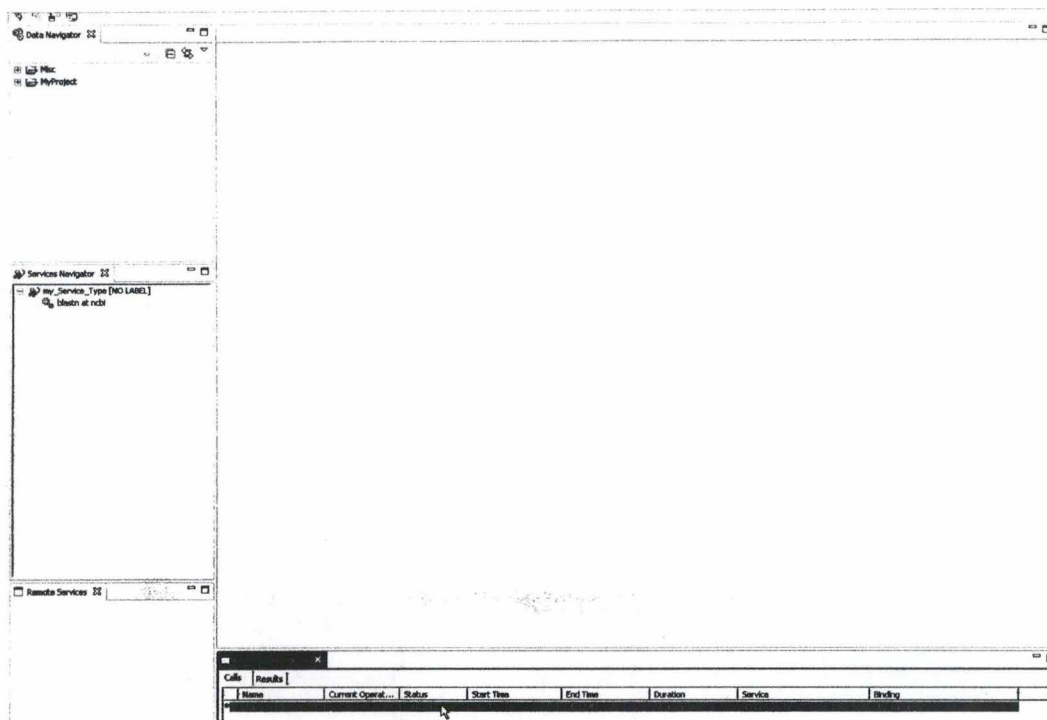 Data Navigator
Misc
MyProject
Services Navigator
my_Service_Type [NO LABEL]
blastn at ncbi
Remote Services
Calls Results
Name Current Operat... Status Start Time End Time Duration Service Binding